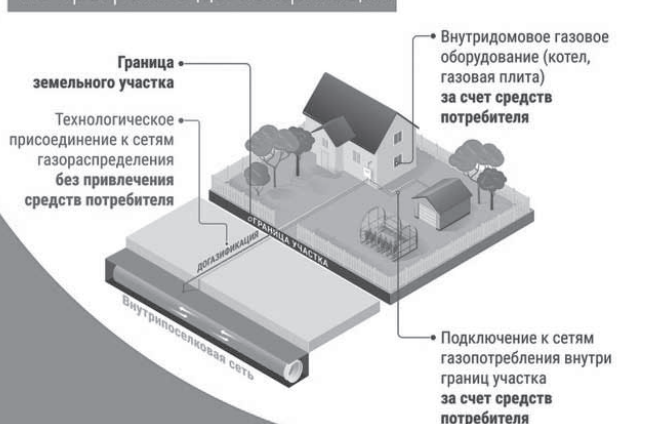 Граница
земельного участка
Технологическое
присоединение к сетям
газораспределения
без привлечения
средств потребителя
Внутридомовое газовое
оборудование (котел,
газовая плита)
за счет средств
потребителя
ГРАНИЦА УЧАСТКА
ДОГАЗИФИКАЦИЯ
Внутрипоселковая сеть
Подключение к сетям
газопотребления внутри
границ участка
за счет средств
потребителя